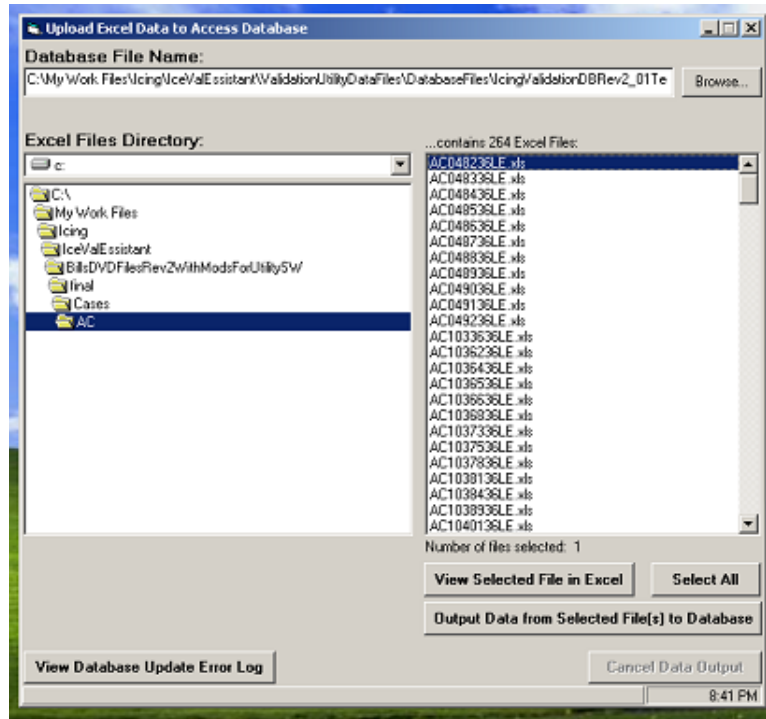 Upload Excel Data to Access Database
Database File Name:
C:\My Work Files\Icing\IceValEssistant\ValidationUtilityDataFiles\DatabaseFiles\IcingValidationDBRev2_01Te
Browse...
Excel Files Directory:
...contains 264 Excel Files:
c:
C:\
My Work Files
Icing
IceValEssistant
BillsDVDFilesRev2WithModsForUtilitySW
final
Cases
AC
AC048236LE.xls
AC048336LE.xls
AC048436LE.xls
AC048536LE.xls
AC048636LE.xls
AC048736LE.xls
AC048836LE.xls
AC048936LE.xls
AC049036LE.xls
AC049136LE.xls
AC049236LE.xls
AC1033636LE.xls
AC1036236LE.xls
AC1036436LE.xls
AC1036536LE.xls
AC1036636LE.xls
AC1036836LE.xls
AC1037336LE.xls
AC1037536LE.xls
AC1037836LE.xls
AC1038136LE.xls
AC1038436LE.xls
AC1038936LE.xls
AC1040136LE.xls
Number of files selected: 1
View Selected File in Excel
Select All
Output Data from Selected File(s) to Database
View Database Update Error Log
Cancel Data Output
8:41 PM